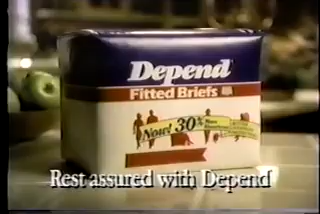 Depend
Fitted Briefs
Now! 30%
Rest assured with Depend